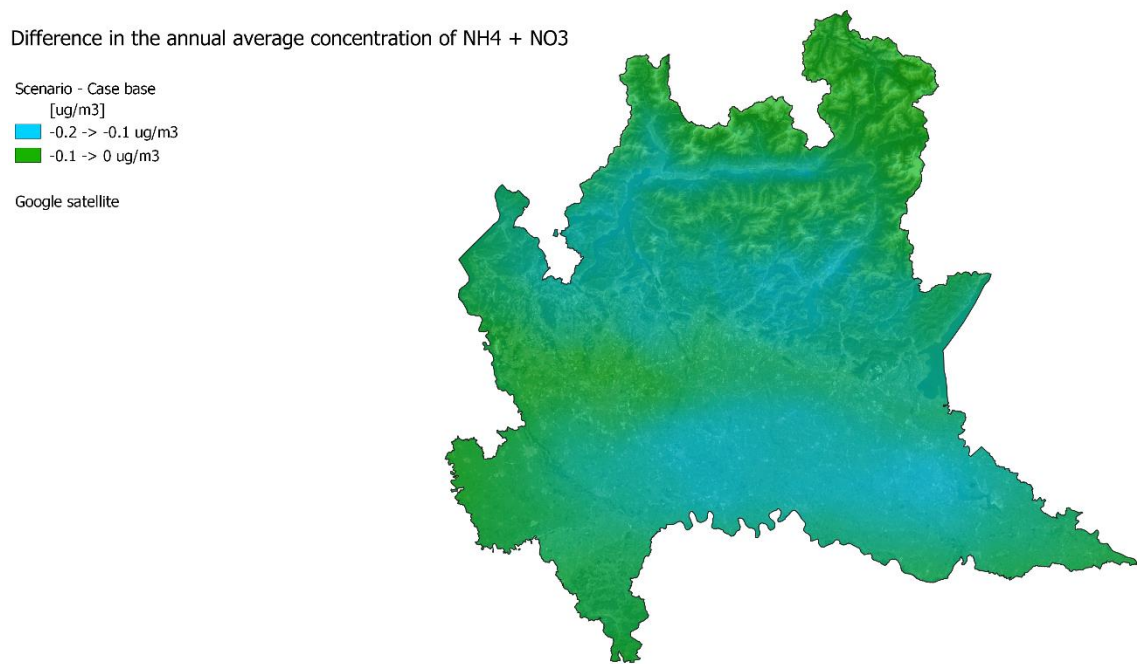 Difference in the annual average concentration of NH4 + NO3
Scenario - Case base
[ug/m3]
-0.2 -> -0.1 ug/m3
-0.1 -> 0 ug/m3
Google satellite